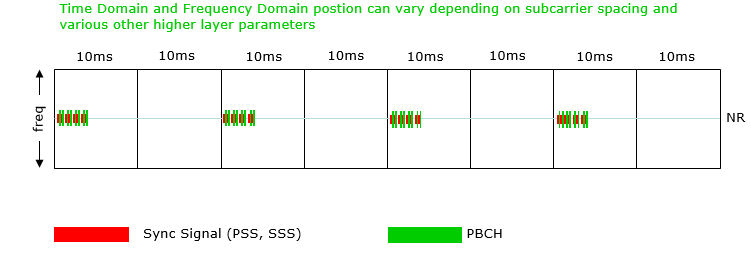 Time Domain and Frequency Domain postion can vary depending on subcarrier spacing and
various other higher layer parameters
10ms 10ms 10ms 10ms 10ms 10ms 10ms 10ms
freq
NR
Sync Signal (PSS, SSS)
PBCH